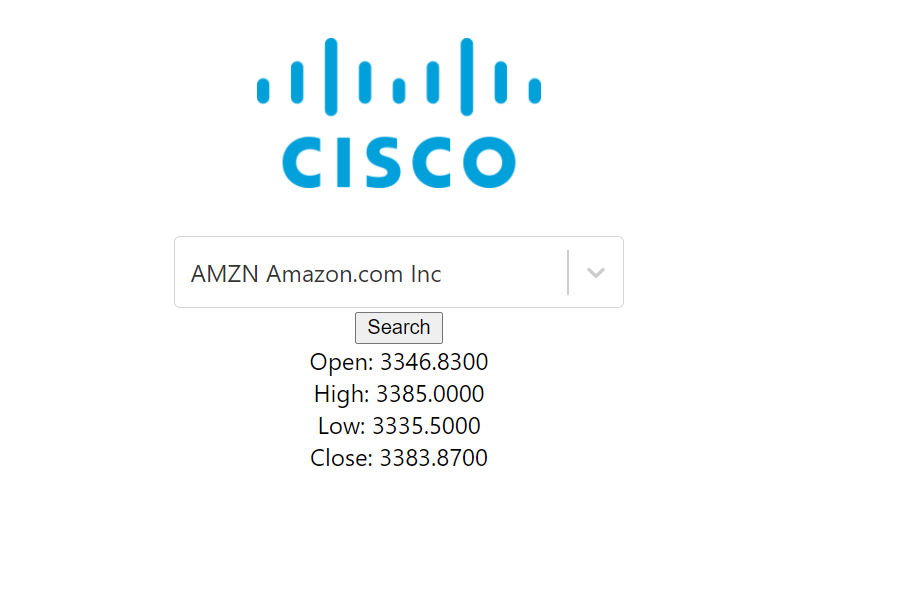 CISCO
AMZN Amazon.com Inc
Search
Open: 3346.8300
High: 3385.0000
Low: 3335.5000
Close: 3383.8700